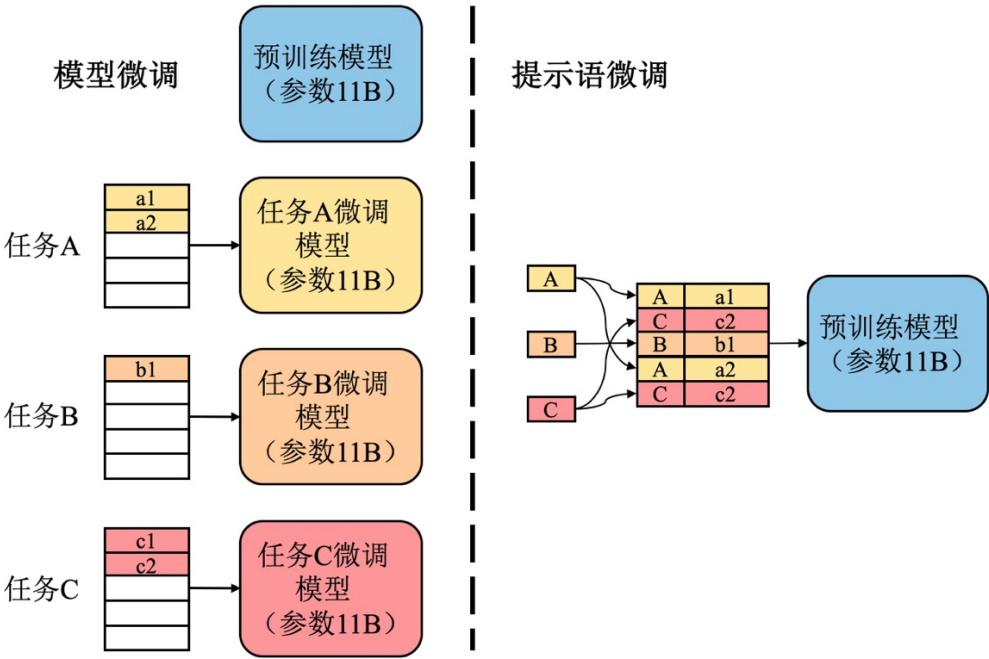 模型微调
预训练模型
（参数11B）
任务A
a1
a2
任务A微调
模型
（参数11B）
任务B
b1
任务B微调
模型
（参数11B）
任务C
c1
c2
任务C微调
模型
（参数11B）
提示语微调
A
B
C
A a1
C c2
B b1
A a2
C c2
预训练模型
（参数11B）